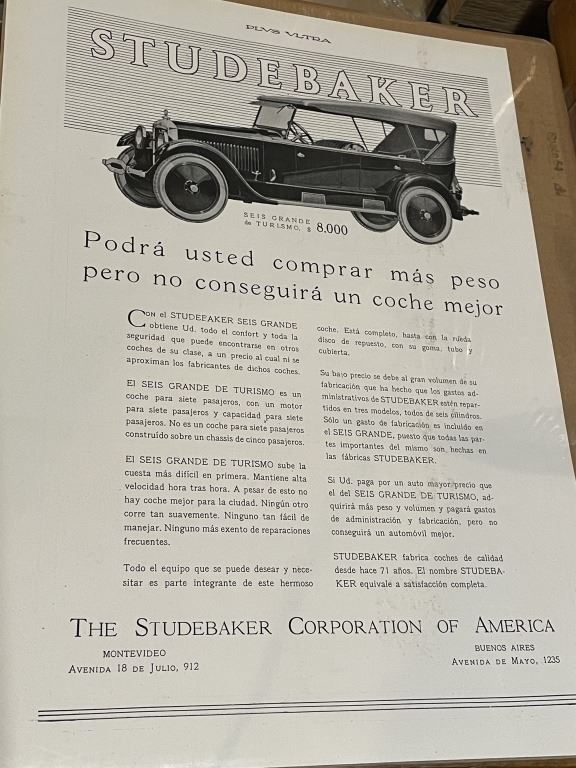 PLVS VLTRA
STUDEBAKER
SEIS GRANDE
de TURISMO, $ 8.000
Podrá usted comprar más peso
pero no conseguirá un coche mejor
CON el STUDEBAKER SEIS GRANDE
obtiene Ud. todo el confort y toda la
seguridad que puede encontrarse en otros
coches de su clase, a un precio al cual ni se
aproximan los fabricantes de dichos coches.
El SEIS GRANDE DE TURISMO es un
coche para siete pasajeros, con un motor
para siete pasajeros y capacidad para siete
pasajeros. No es un coche para siete pasajeros
construído sobre un chassis de cinco pasajeros.
El SEIS GRANDE DE TURISMO sube la
cuesta más difícil en primera. Mantiene alta
velocidad hora tras hora. A pesar de esto no
hay coche mejor para la ciudad. Ningún otro
corre tan suavemente. Ninguno tan fácil de
manejar. Ninguno más exento de reparaciones
frecuentes.
Todo el equipo que se puede desear y nece-
sitar es parte integrante de este hermoso
coche. Está completo, hasta con la rueda
disco de repuesto, con su goma, tubo y
cubierta.
Su bajo precio se debe al gran volumen de su
fabricación que ha hecho que los gastos ad-
ministrativos de STUDEBAKER estén repar-
tidos en tres modelos, todos de seis cilindros.
Sólo un gasto de fabricación es incluido en
el SEIS GRANDE, puesto que todas las par-
tes importantes del mismo son hechas en
las fábricas STUDEBAKER.
Si Ud. paga por un auto mayor precio que
el del SEIS GRANDE DE TURISMO, ad-
quirirá más peso y volumen y pagará gastos
de administración y fabricación, pero no
conseguirá un automóvil mejor.
STUDEBAKER fabrica coches de calidad
desde hace 71 años. El nombre STUDEBA-
KER equivale a satisfacción completa.
THE STUDEBAKER CORPORATION OF AMERICA
MONTEVIDEO
AVENIDA 18 DE JULIO, 912
BUENOS AIRES
AVENIDA DE MAYO, 1235